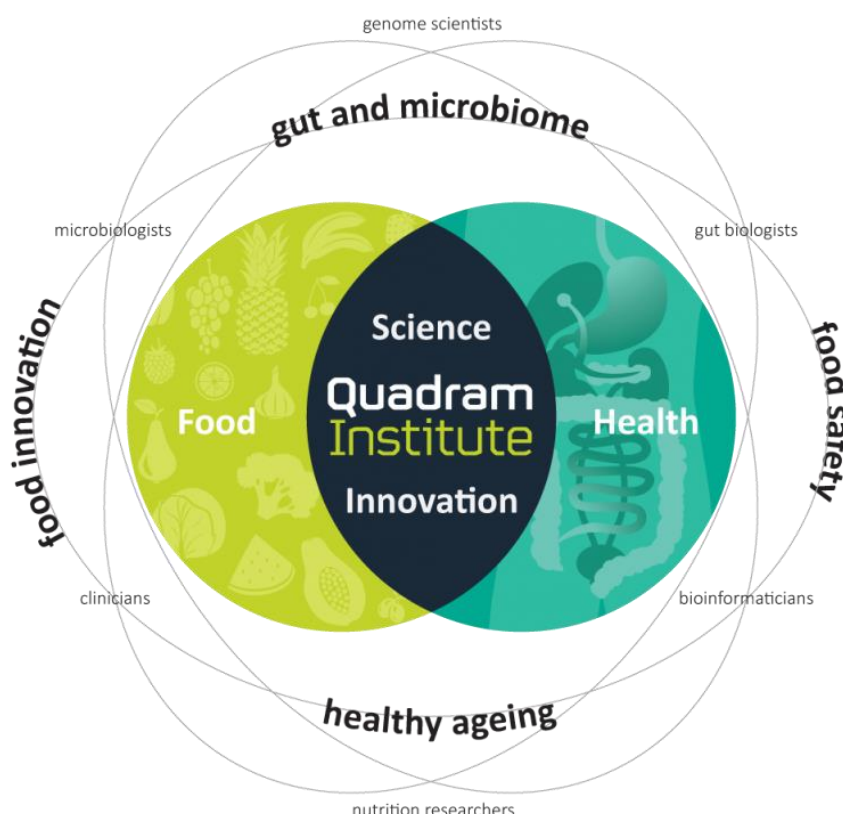 genome scientists
gut and microbiome
microbiologists
gut biologists
food innovation
food safety
Science
Food
Quadram
Institute
Health
Innovation
clinicians
bioinformaticians
healthy ageing
nutrition researchers